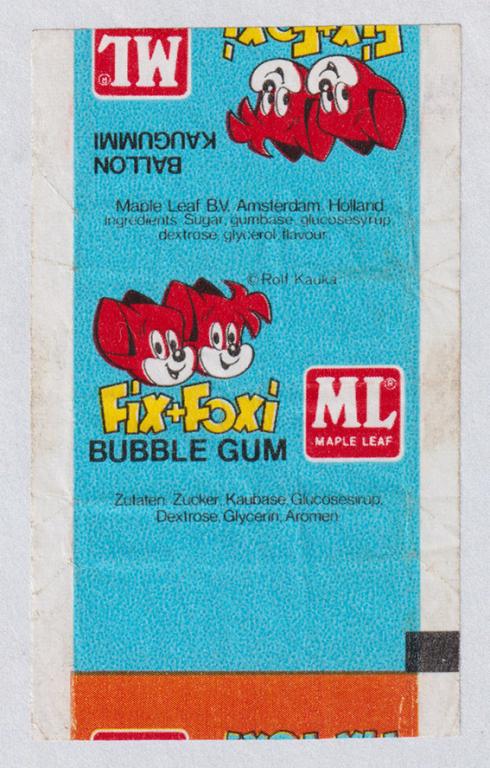 Fix+Foxi
ML®
BALLON
KAUGUMMI
Maple Leaf B.V. Amsterdam, Holland
Ingredients: Sugar, gumbase, glucosesyrup,
dextrose, glycerol, flavour.
© Rolf Kauka
Fix+Foxi
BUBBLE GUM
ML®
MAPLE LEAF
Zutaten: Zucker, Kaubase, Glucosesirup,
Dextrose, Glycerin, Aromen